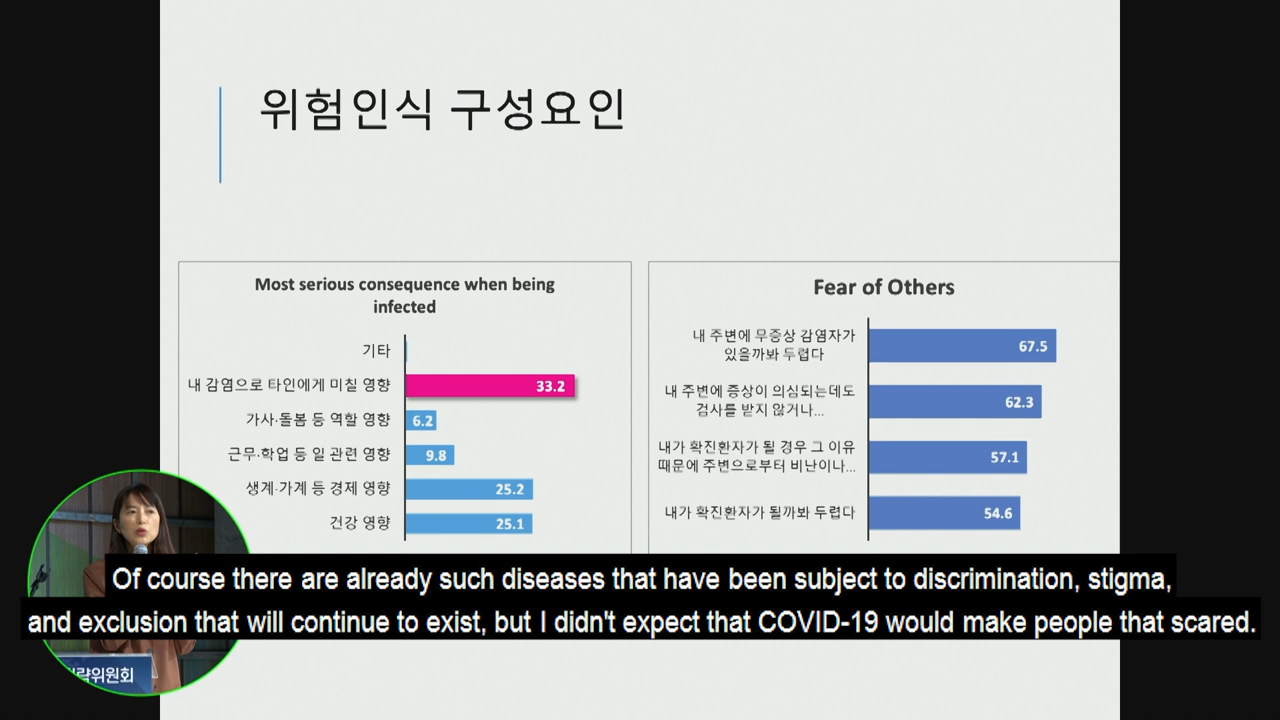 위험인식 구성요인
Most serious consequence when being
infected
기타
내 감염으로 타인에게 미칠 영향
33.2
가사·돌봄 등 역할 영향
6.2
근무·학업 등 일 관련 영향
9.8
생계·가계 등 경제 영향
25.2
건강 영향
25.1
Fear of Others
내 주변에 무증상 감염자가
있을까봐 두렵다
67.5
내 주변에 증상이 의심되는데도
검사를 받지 않거나...
62.3
내가 확진환자가 될 경우 그 이유
때문에 주변으로부터 비난이나...
57.1
내가 확진환자가 될까봐 두렵다
54.6
Of course there are already such diseases that have been subject to discrimination, stigma,
and exclusion that will continue to exist, but I didn't expect that COVID-19 would make people that scared.
략위원회